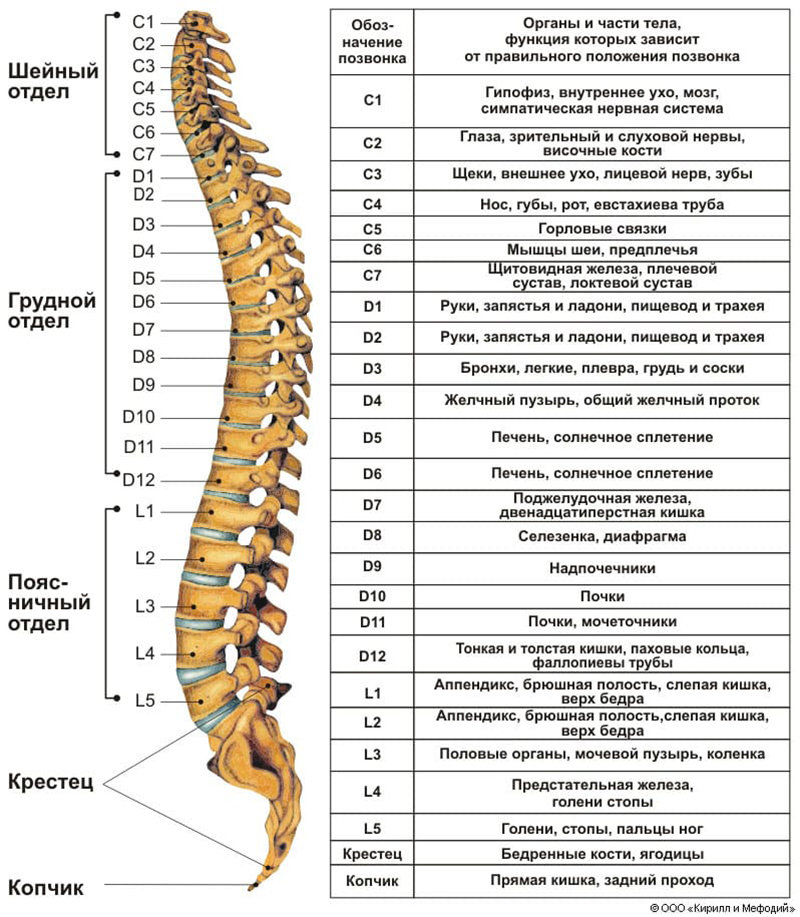 Шейный
отдел
Грудной
отдел
Пояс-
ничный
отдел
Крестец
Копчик
C1
C2
C3
C4
C5
C6
C7
D1
D2
D3
D4
D5
D6
D7
D8
D9
D10
D11
D12
L1
L2
L3
L4
L5
Обоз-
начение
позвонка
Органы и части тела,
функция которых зависит
от правильного положения позвонка
C1
Гипофиз, внутреннее ухо, мозг,
симпатическая нервная система
C2
Глаза, зрительный и слуховой нервы,
височные кости
C3
Щеки, внешнее ухо, лицевой нерв, зубы
C4
Нос, губы, рот, евстахиева труба
C5
Горловые связки
C6
Мышцы шеи, предплечья
C7
Щитовидная железа, плечевой
сустав, локтевой сустав
D1
Руки, запястья и ладони, пищевод и трахея
D2
Руки, запястья и ладони, пищевод и трахея
D3
Бронхи, легкие, плевра, грудь и соски
D4
Желчный пузырь, общий желчный проток
D5
Печень, солнечное сплетение
D6
Печень, солнечное сплетение
D7
Поджелудочная железа,
двенадцатиперстная кишка
D8
Селезенка, диафрагма
D9
Надпочечники
D10
Почки
D11
Почки, мочеточники
D12
Тонкая и толстая кишки, паховые кольца,
фаллопиевы трубы
L1
Аппендикс, брюшная полость, слепая кишка,
верх бедра
L2
Аппендикс, брюшная полость,слепая кишка,
верх бедра
L3
Половые органы, мочевой пузырь, коленка
L4
Предстательная железа,
голени стопы
L5
Голени, стопы, пальцы ног
Крестец
Бедренные кости, ягодицы
Копчик
Прямая кишка, задний проход
© ООО «Кирилл и Мефодий»